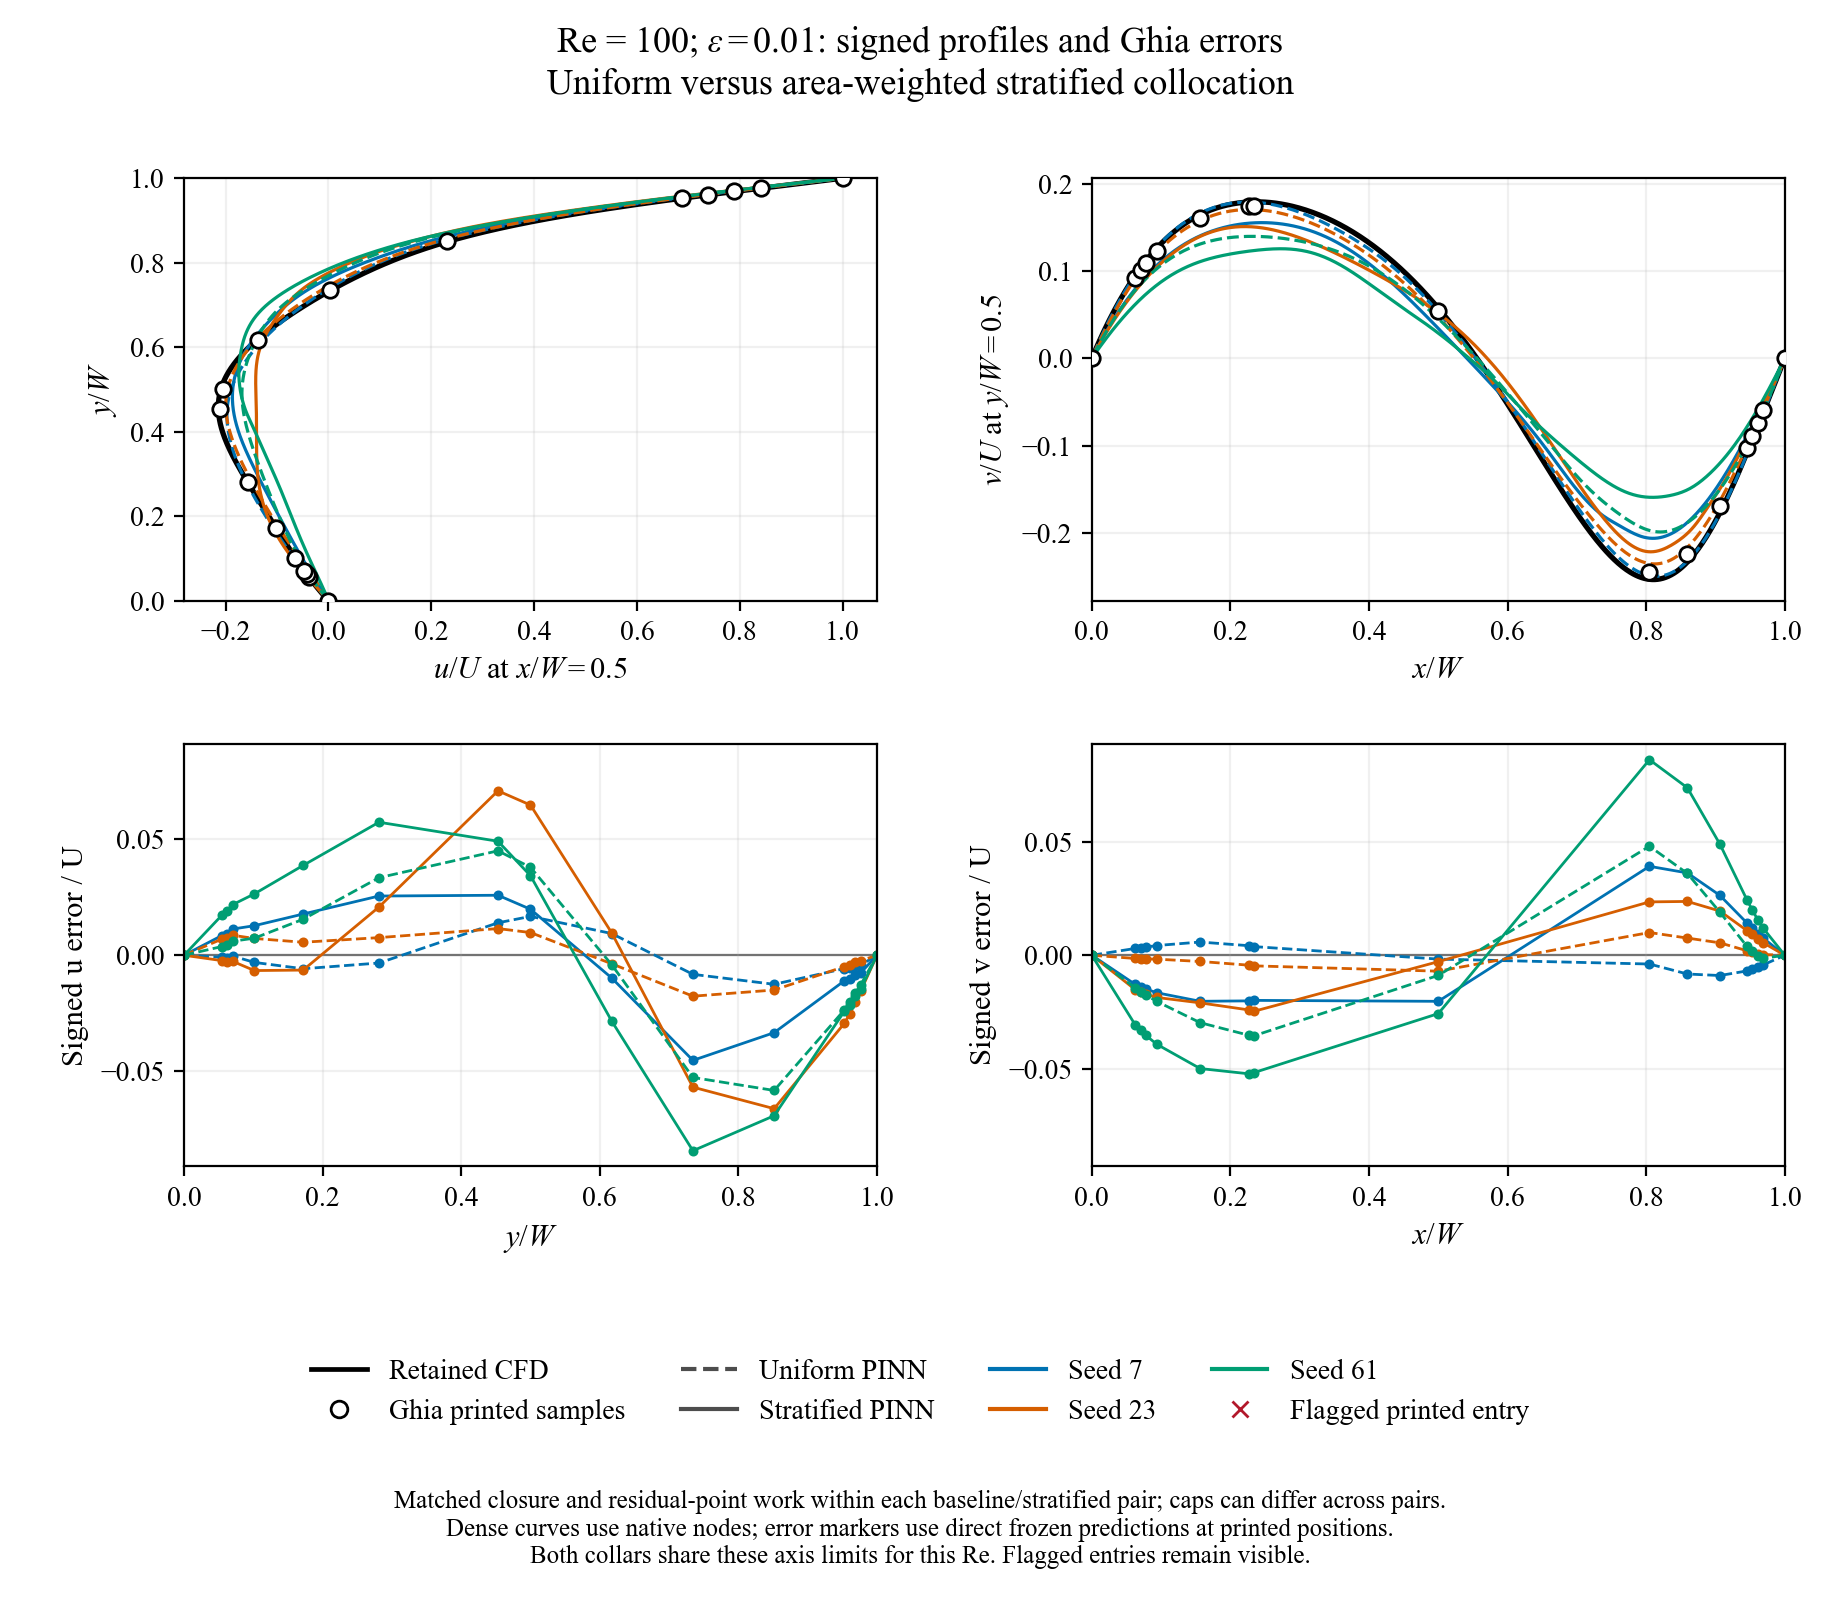 Re = 100; ε = 0.01: signed profiles and Ghia errors
Uniform versus area-weighted stratified collocation
1.0
0.8
0.6
0.4
0.2
0.0
y/W
−0.2
0.0
0.2
0.4
0.6
0.8
1.0
u/U at x/W = 0.5
0.2
0.1
0.0
−0.1
−0.2
v/U at y/W = 0.5
0.0
0.2
0.4
0.6
0.8
1.0
x/W
0.05
0.00
−0.05
Signed u error / U
0.0
0.2
0.4
0.6
0.8
1.0
y/W
0.05
0.00
−0.05
Signed v error / U
0.0
0.2
0.4
0.6
0.8
1.0
x/W
Retained CFD
Ghia printed samples
Uniform PINN
Stratified PINN
Seed 7
Seed 23
Seed 61
Flagged printed entry
Matched closure and residual-point work within each baseline/stratified pair; caps can differ across pairs.
Dense curves use native nodes; error markers use direct frozen predictions at printed positions.
Both collars share these axis limits for this Re. Flagged entries remain visible.